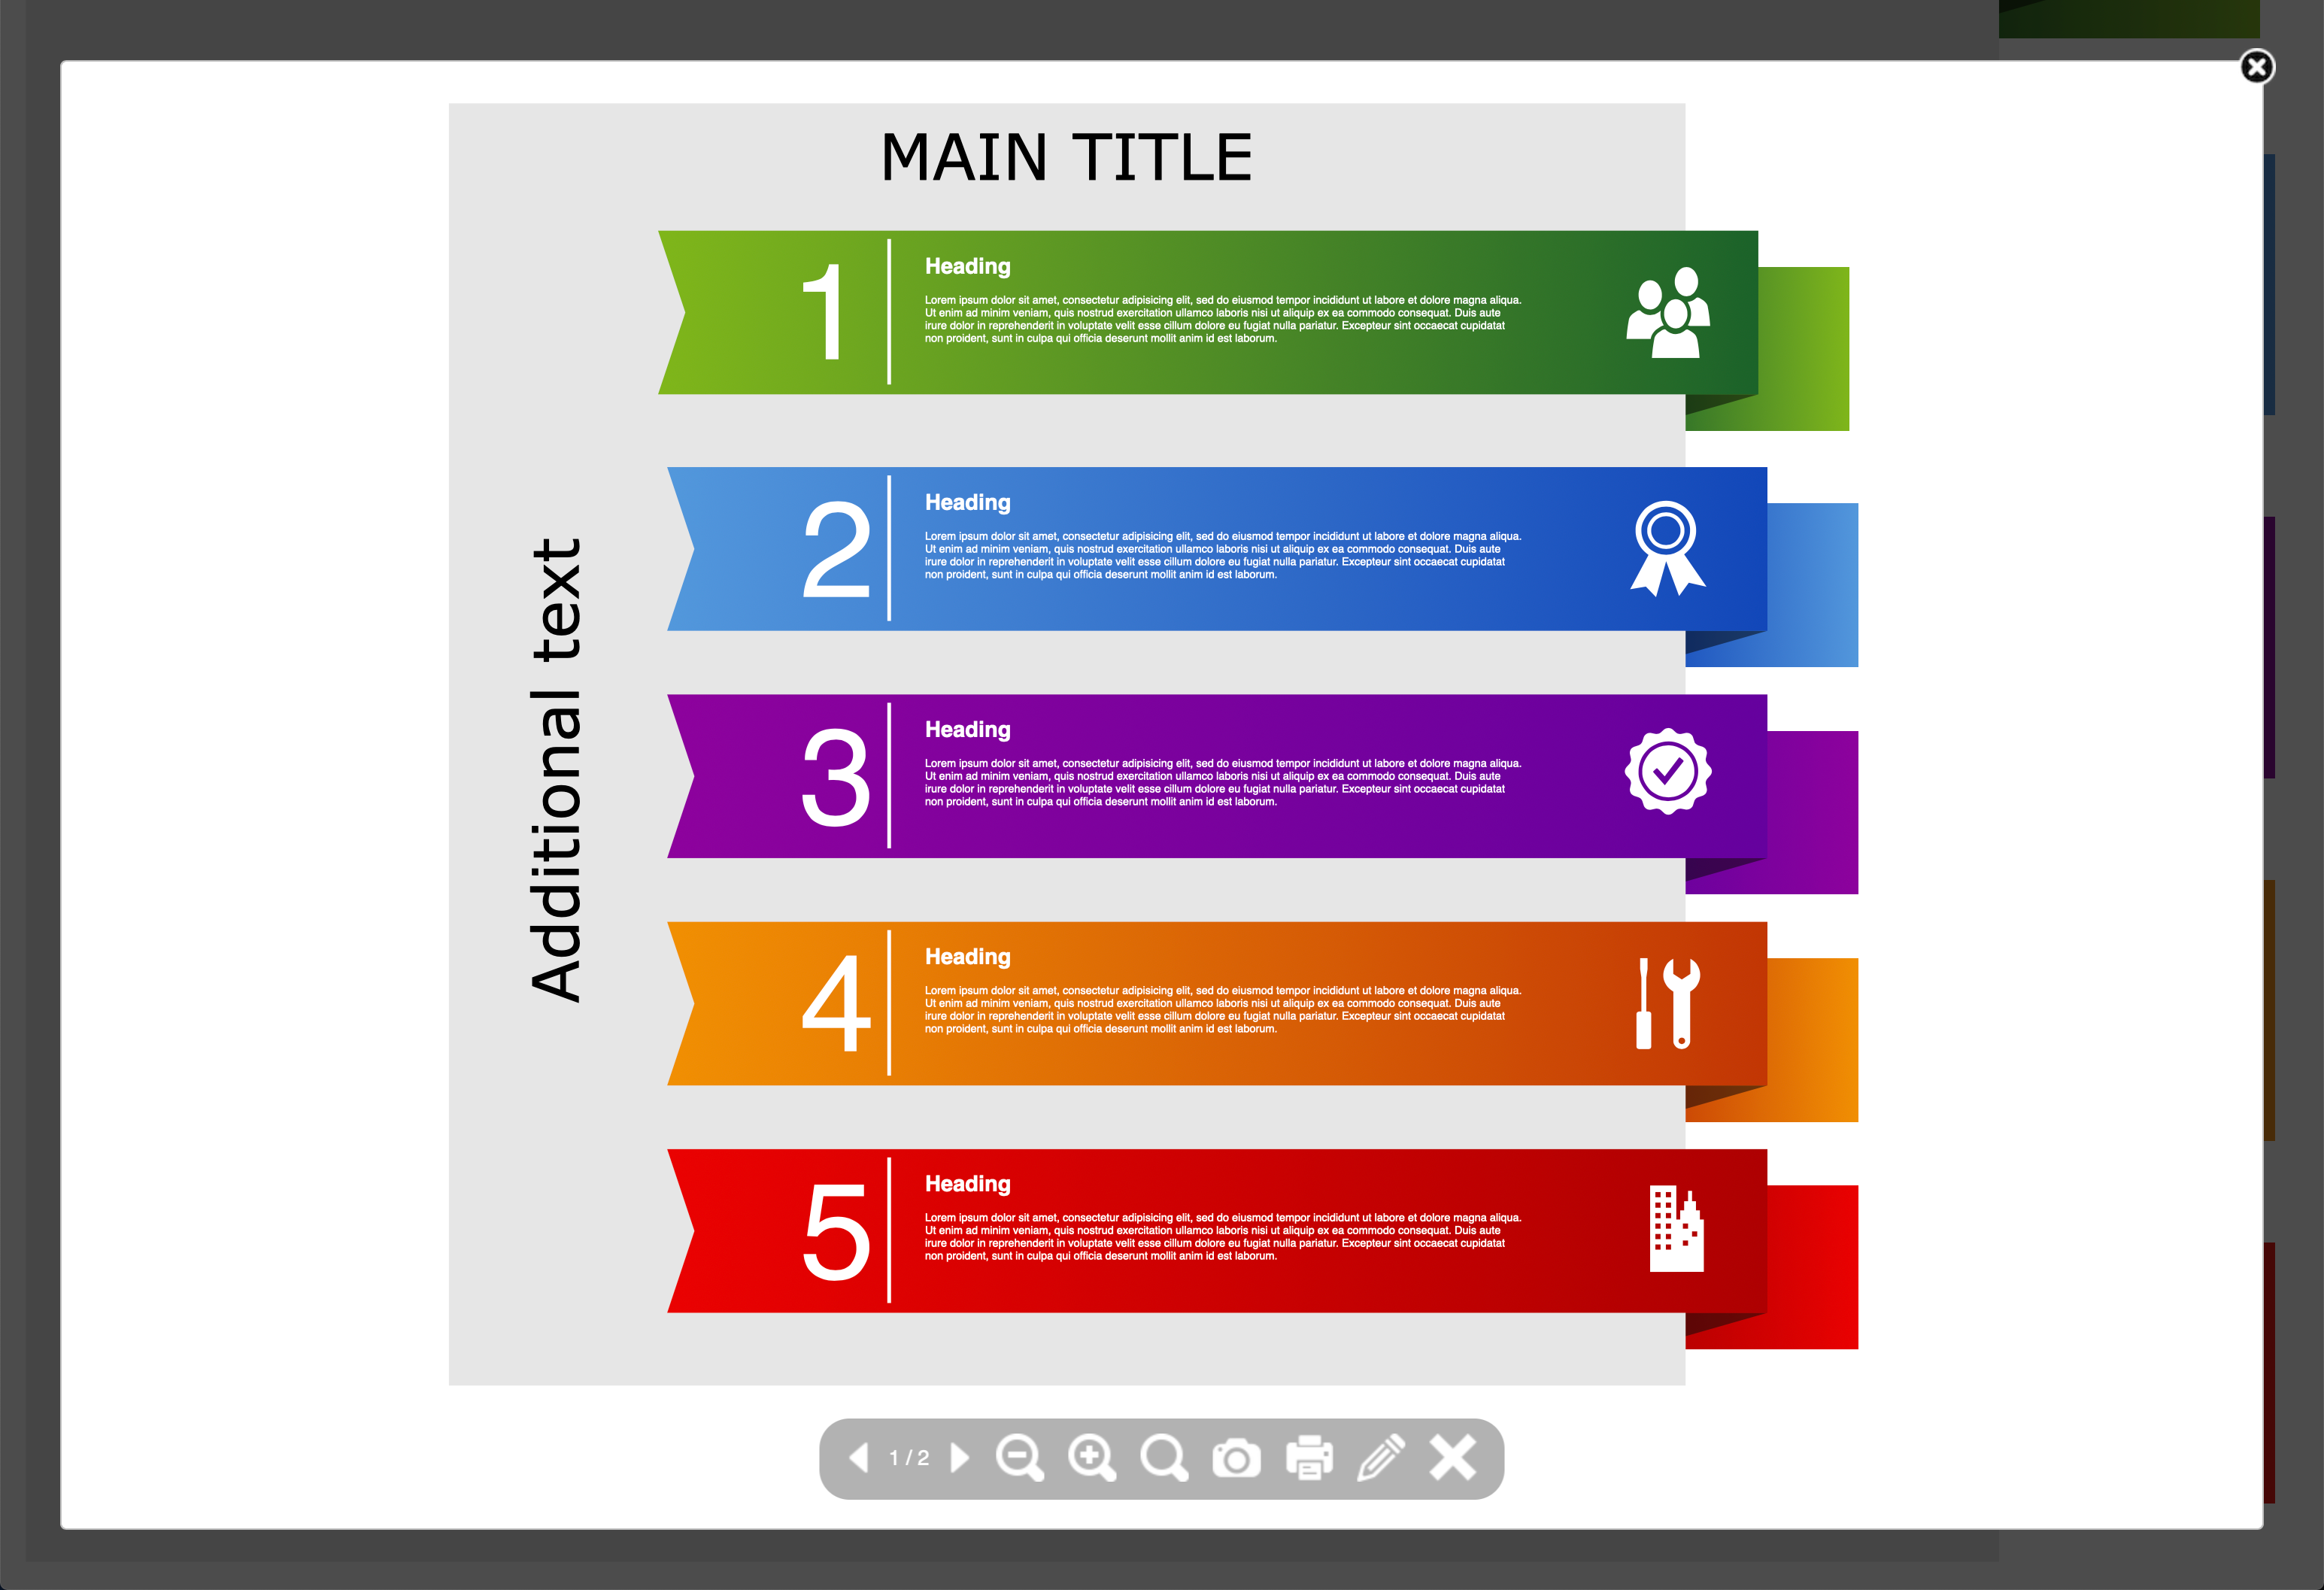 MAIN TITLE
Additional text
1
Heading
Lorem ipsum dolor sit amet, consectetur adipisicing elit, sed do eiusmod tempor incididunt ut labore et dolore magna aliqua.
Ut enim ad minim veniam, quis nostrud exercitation ullamco laboris nisi ut aliquip ex ea commodo consequat. Duis aute
irure dolor in reprehenderit in voluptate velit esse cillum dolore eu fugiat nulla pariatur. Excepteur sint occaecat cupidatat
non proident, sunt in culpa qui officia deserunt mollit anim id est laborum.
2
Heading
Lorem ipsum dolor sit amet, consectetur adipisicing elit, sed do eiusmod tempor incididunt ut labore et dolore magna aliqua.
Ut enim ad minim veniam, quis nostrud exercitation ullamco laboris nisi ut aliquip ex ea commodo consequat. Duis aute
irure dolor in reprehenderit in voluptate velit esse cillum dolore eu fugiat nulla pariatur. Excepteur sint occaecat cupidatat
non proident, sunt in culpa qui officia deserunt mollit anim id est laborum.
3
Heading
Lorem ipsum dolor sit amet, consectetur adipisicing elit, sed do eiusmod tempor incididunt ut labore et dolore magna aliqua.
Ut enim ad minim veniam, quis nostrud exercitation ullamco laboris nisi ut aliquip ex ea commodo consequat. Duis aute
irure dolor in reprehenderit in voluptate velit esse cillum dolore eu fugiat nulla pariatur. Excepteur sint occaecat cupidatat
non proident, sunt in culpa qui officia deserunt mollit anim id est laborum.
4
Heading
Lorem ipsum dolor sit amet, consectetur adipisicing elit, sed do eiusmod tempor incididunt ut labore et dolore magna aliqua.
Ut enim ad minim veniam, quis nostrud exercitation ullamco laboris nisi ut aliquip ex ea commodo consequat. Duis aute
irure dolor in reprehenderit in voluptate velit esse cillum dolore eu fugiat nulla pariatur. Excepteur sint occaecat cupidatat
non proident, sunt in culpa qui officia deserunt mollit anim id est laborum.
5
Heading
Lorem ipsum dolor sit amet, consectetur adipisicing elit, sed do eiusmod tempor incididunt ut labore et dolore magna aliqua.
Ut enim ad minim veniam, quis nostrud exercitation ullamco laboris nisi ut aliquip ex ea commodo consequat. Duis aute
irure dolor in reprehenderit in voluptate velit esse cillum dolore eu fugiat nulla pariatur. Excepteur sint occaecat cupidatat
non proident, sunt in culpa qui officia deserunt mollit anim id est laborum.
1 / 2